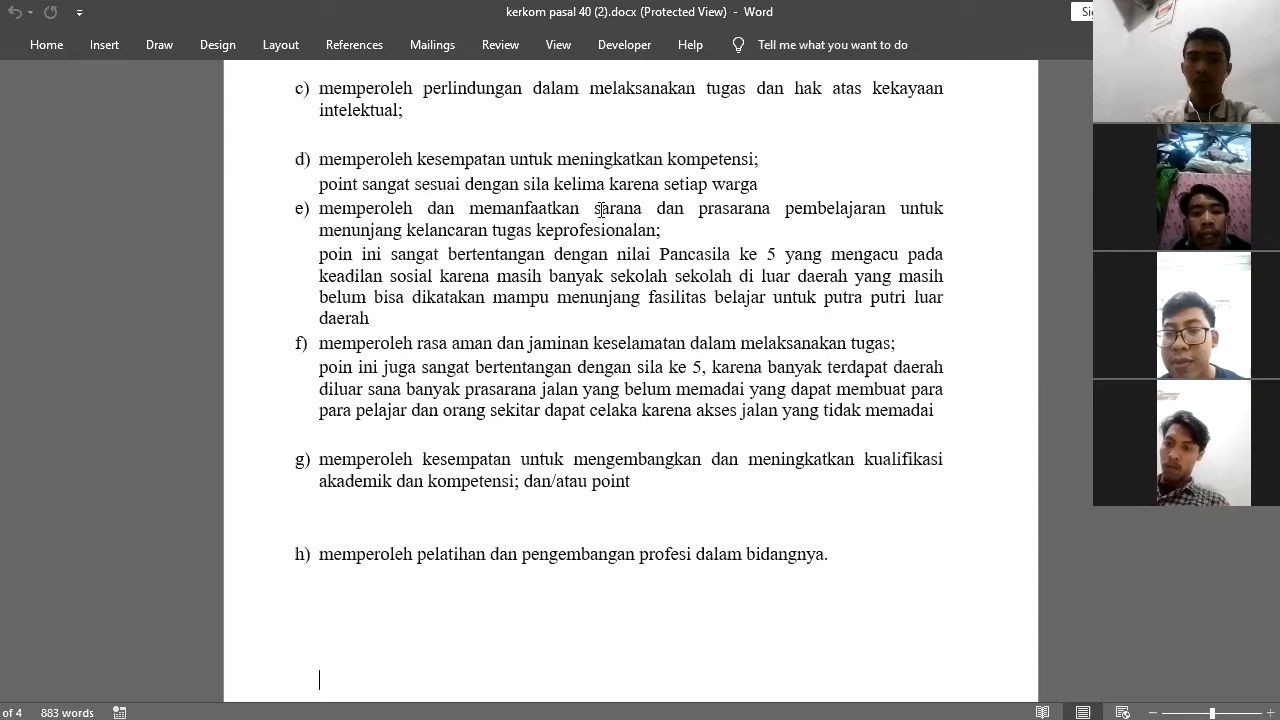 kerkom pasal 40 (2).docx (Protected View) - Word
Home Insert Draw Design Layout References Mailings Review View Developer Help Tell me what you want to do
c) memperoleh perlindungan dalam melaksanakan tugas dan hak atas kekayaan
intelektual;
d) memperoleh kesempatan untuk meningkatkan kompetensi;
point sangat sesuai dengan sila kelima karena setiap warga
e) memperoleh dan memanfaatkan sarana dan prasarana pembelajaran untuk
menunjang kelancaran tugas keprofesionalan;
poin ini sangat bertentangan dengan nilai Pancasila ke 5 yang mengacu pada
keadilan sosial karena masih banyak sekolah sekolah di luar daerah yang masih
belum bisa dikatakan mampu menunjang fasilitas belajar untuk putra putri luar
daerah
f) memperoleh rasa aman dan jaminan keselamatan dalam melaksanakan tugas;
poin ini juga sangat bertentangan dengan sila ke 5, karena banyak terdapat daerah
diluar sana banyak prasarana jalan yang belum memadai yang dapat membuat para
para pelajar dan orang sekitar dapat celaka karena akses jalan yang tidak memadai
g) memperoleh kesempatan untuk mengembangkan dan meningkatkan kualifikasi
akademik dan kompetensi; dan/atau point
h) memperoleh pelatihan dan pengembangan profesi dalam bidangnya.
of 4 883 words